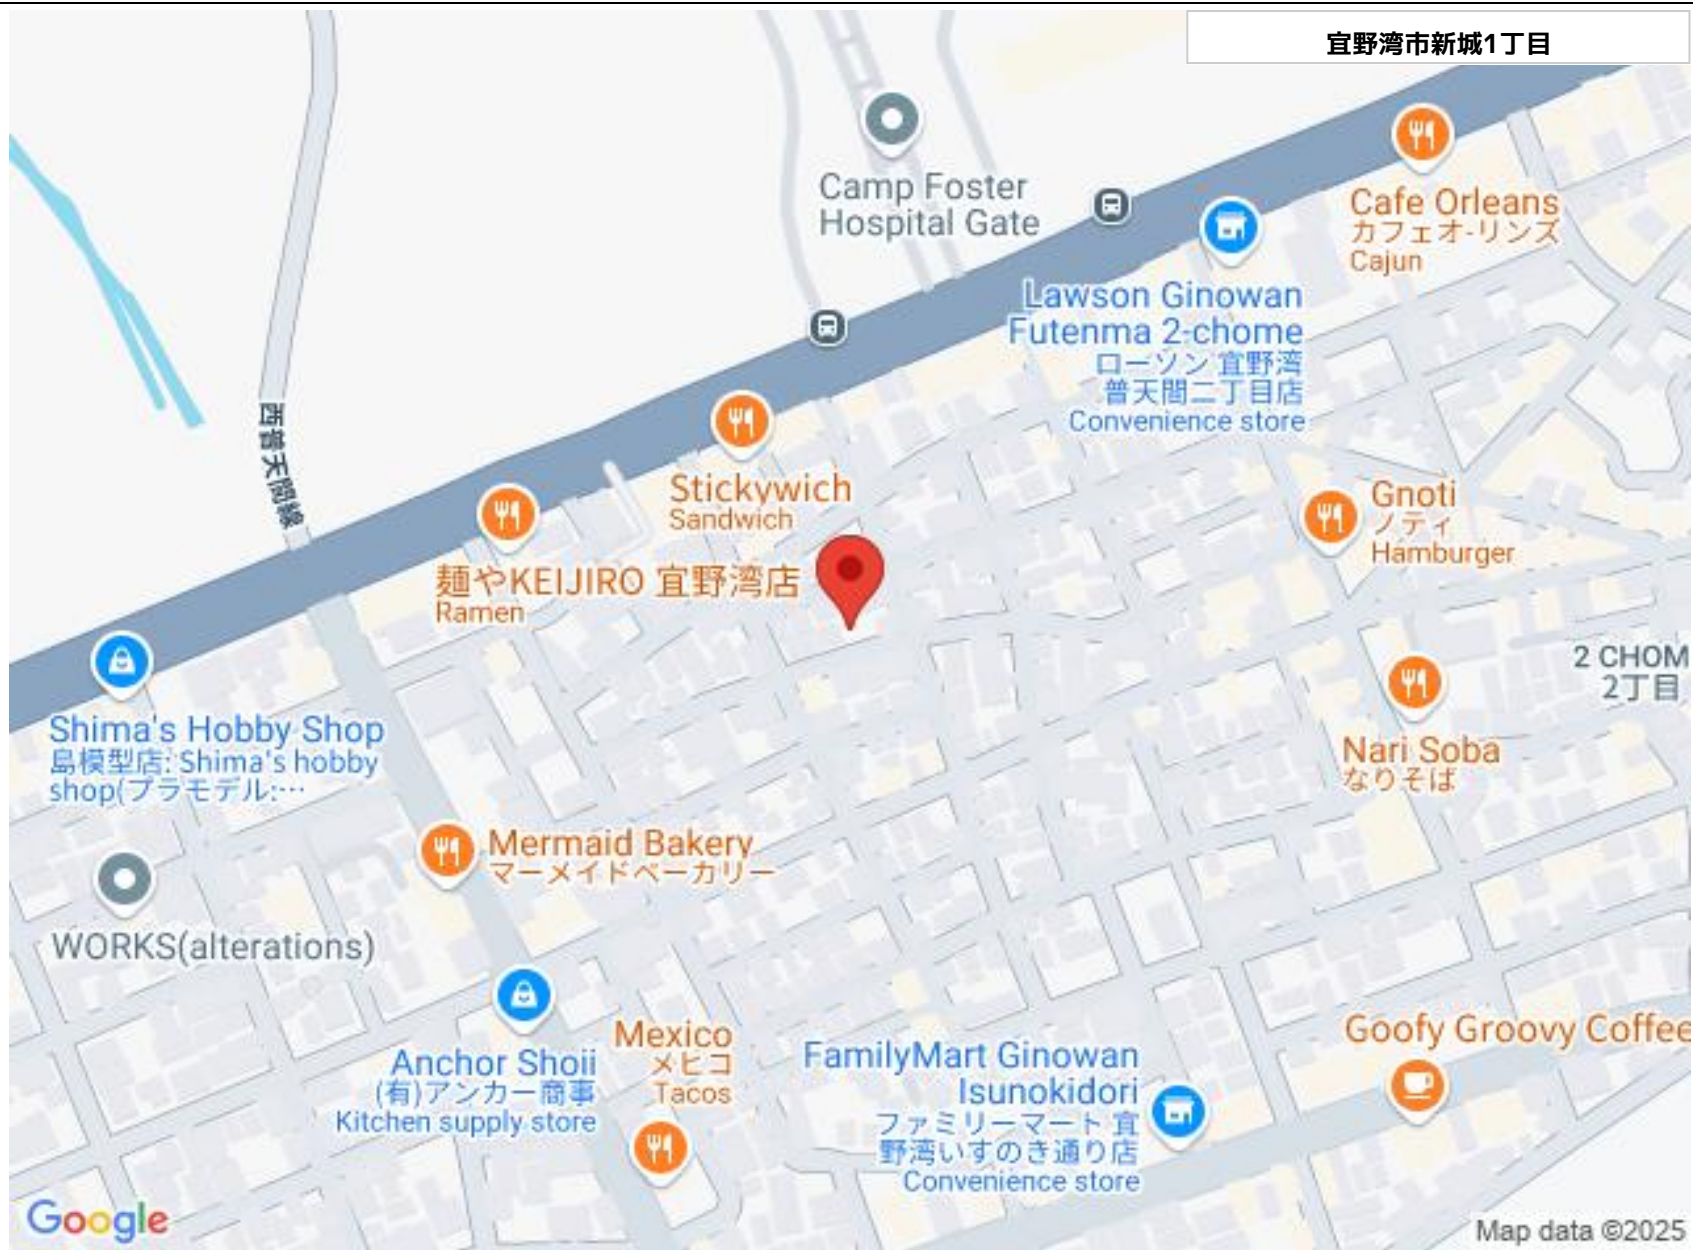 宜野湾市新城1丁目
Camp Foster
Hospital Gate
Cafe Orleans
カフェオ-リンズ
Cajun
Lawson Ginowan
Futenma 2-chome
ローソン 宜野湾
普天間二丁目店
Convenience store
西普天間線
Stickywich
Sandwich
Gnoti
ノティ
Hamburger
麺やKEIJIRO 宜野湾店
Ramen
2 CHOM
2丁目
Shima's Hobby Shop
島模型店: Shima's hobby
shop(プラモデル:…
Nari Soba
なりそば
Mermaid Bakery
マーメイドベーカリー
WORKS(alterations)
Anchor Shoii
(有)アンカー商事
Kitchen supply store
Mexico
メヒコ
Tacos
FamilyMart Ginowan
Isunokidori
ファミリーマート 宜
野湾いすのき通り店
Convenience store
Goofy Groovy Coffee
Google
Map data ©2025